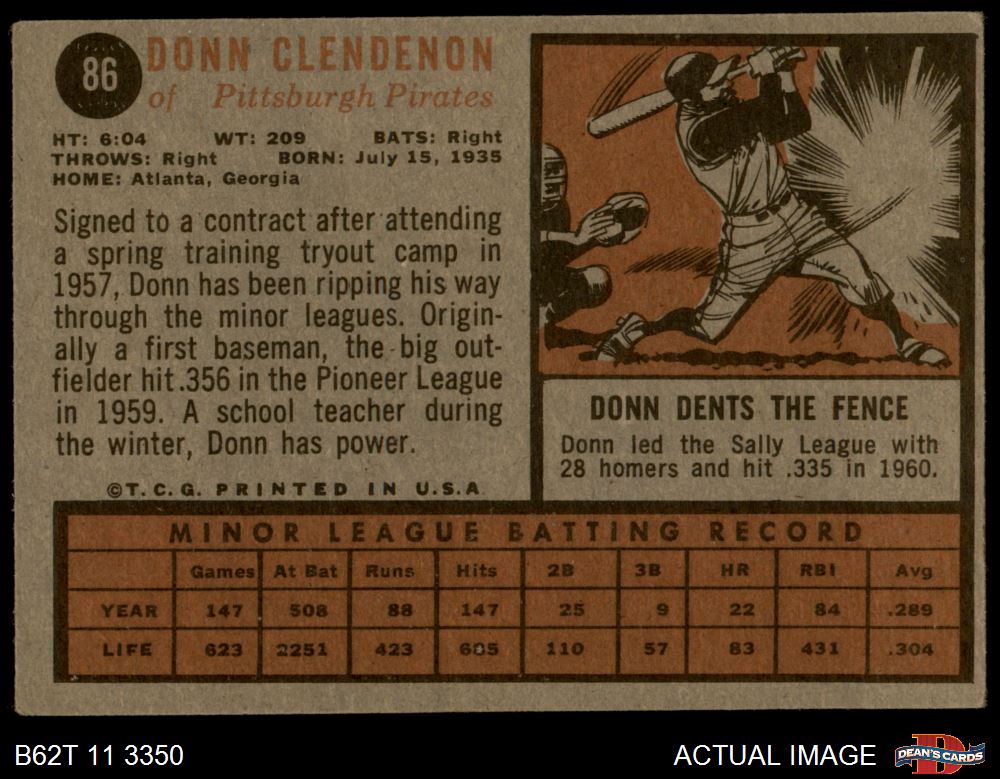 86
DONN CLENDENON
of Pittsburgh Pirates
HT: 6:04 WT: 209 BATS: Right
THROWS: Right BORN: July 15, 1935
HOME: Atlanta, Georgia
Signed to a contract after attending
a spring training tryout camp in
1957, Donn has been ripping his way
through the minor leagues. Origin-
ally a first baseman, the big out-
fielder hit .356 in the Pioneer League
in 1959. A school teacher during
the winter, Donn has power.
©T.C.G. PRINTED IN U.S.A.
DONN DENTS THE FENCE
Donn led the Sally League with
28 homers and hit .335 in 1960.
MINOR LEAGUE BATTING RECORD
Games At Bat Runs Hits 2B 3B HR RBI Avg
YEAR 147 508 88 147 25 9 22 84 .289
LIFE 623 2251 423 685 110 57 83 431 .304
B62T 11 3350 ACTUAL IMAGE DEAN'S CARDS